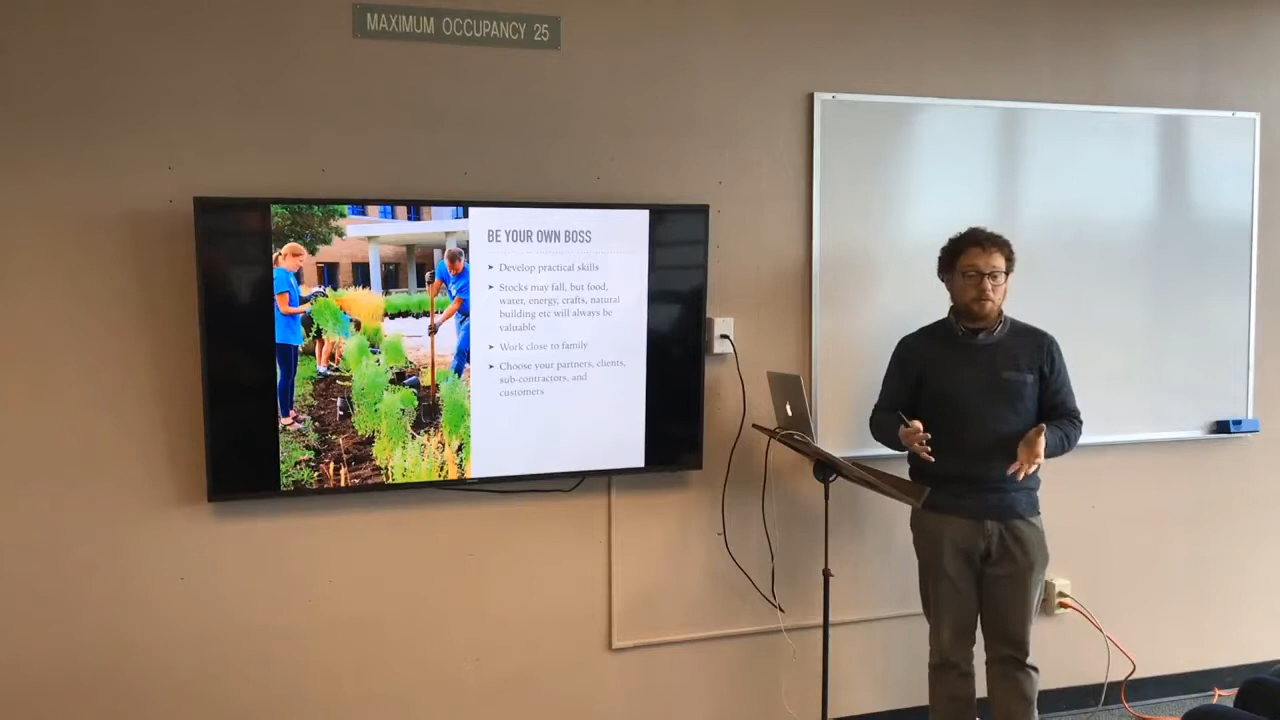 MAXIMUM OCCUPANCY 25
BE YOUR OWN BOSS
➤ Develop practical skills
➤ Stocks may fall, but food,
water, energy, crafts, natural
building etc will always be
valuable
➤ Work close to family
➤ Choose your partners, clients,
sub-contractors, and
customers